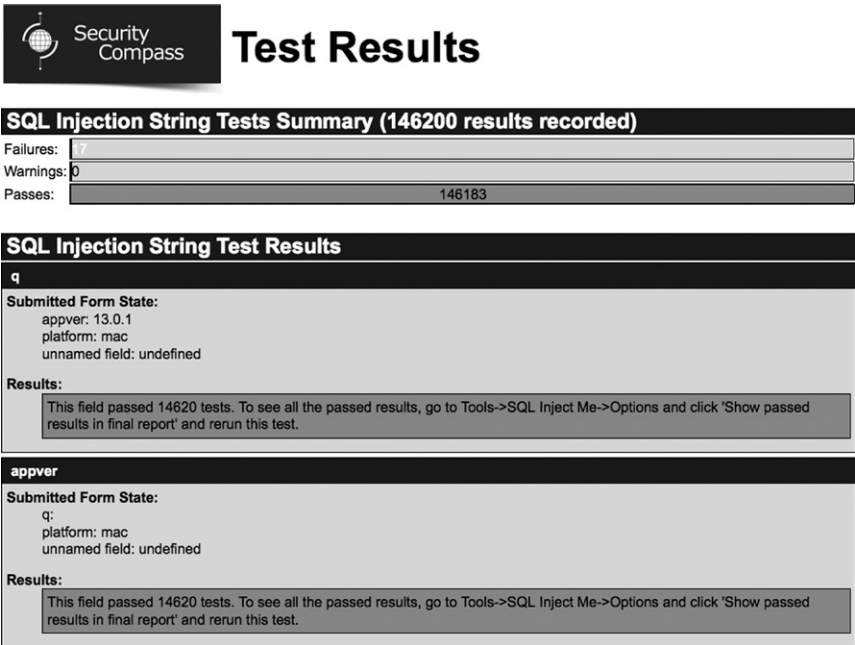 Security
Compass
Test Results
SQL Injection String Tests Summary (146200 results recorded)
Failures: 17
Warnings: 0
Passes: 146183
SQL Injection String Test Results
q
Submitted Form State:
appver: 13.0.1
platform: mac
unnamed field: undefined
Results:
This field passed 14620 tests. To see all the passed results, go to Tools->SQL Inject Me->Options and click 'Show passed
results in final report' and rerun this test.
appver
Submitted Form State:
q:
platform: mac
unnamed field: undefined
Results:
This field passed 14620 tests. To see all the passed results, go to Tools->SQL Inject Me->Options and click 'Show passed
results in final report' and rerun this test.